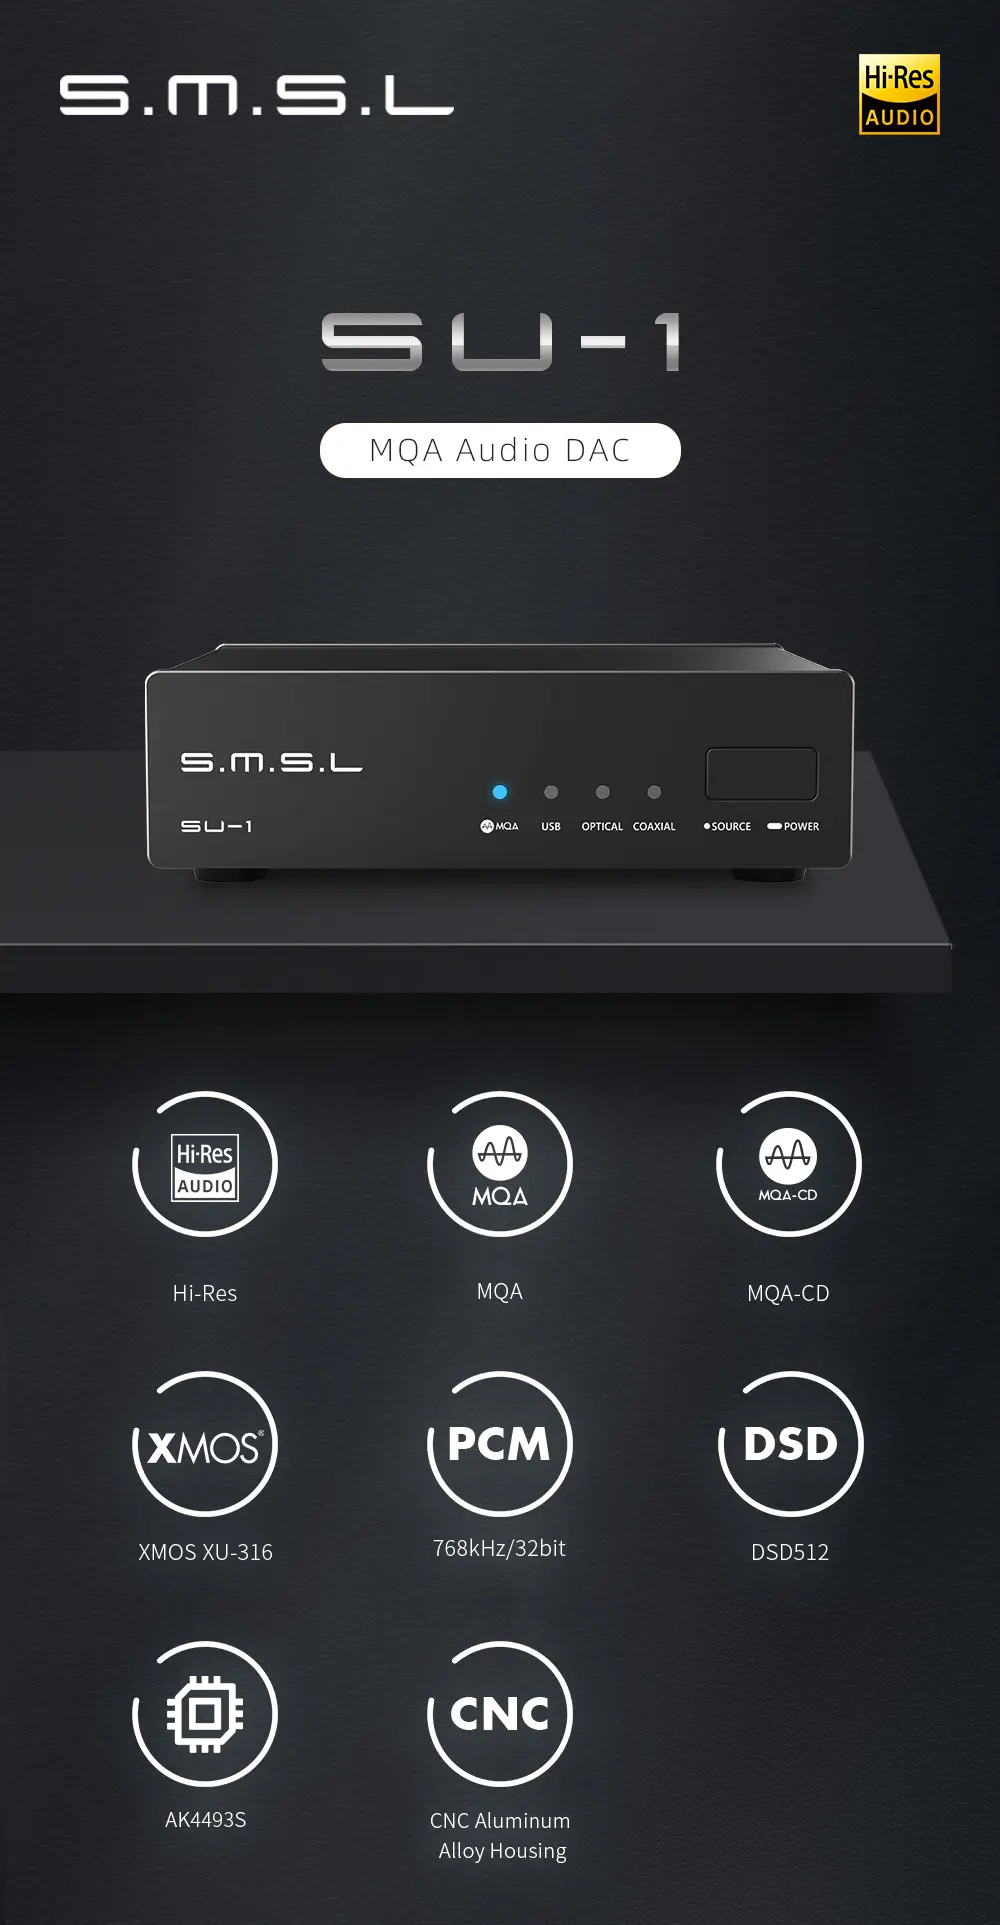 S.M.S.L
Hi-Res
AUDIO
SU-1
MQA Audio DAC
S.M.S.L
SU-1
MQA USB OPTICAL COAXIAL SOURCE POWER
Hi-Res
AUDIO
MQA
MQA-CD
Hi-Res
MQA
MQA-CD
XMOS®
PCM
DSD
XMOS XU-316
768kHz/32bit
DSD512
CNC
AK4493S
CNC Aluminum
Alloy Housing